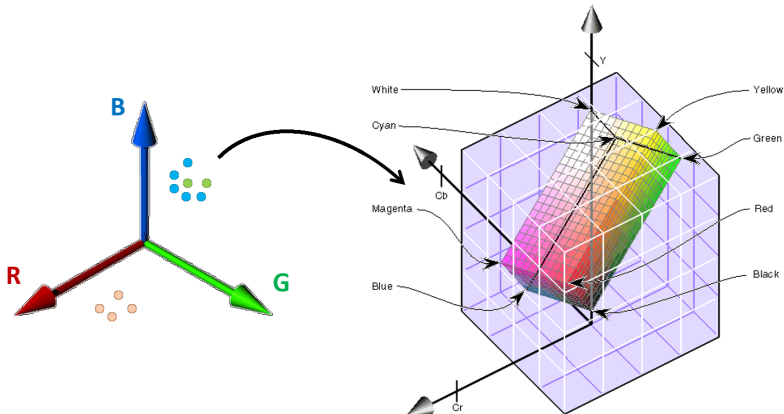 B
R
G
Y
White
Yellow
Cyan
Green
Cb
Magenta
Red
Blue
Black
Cr